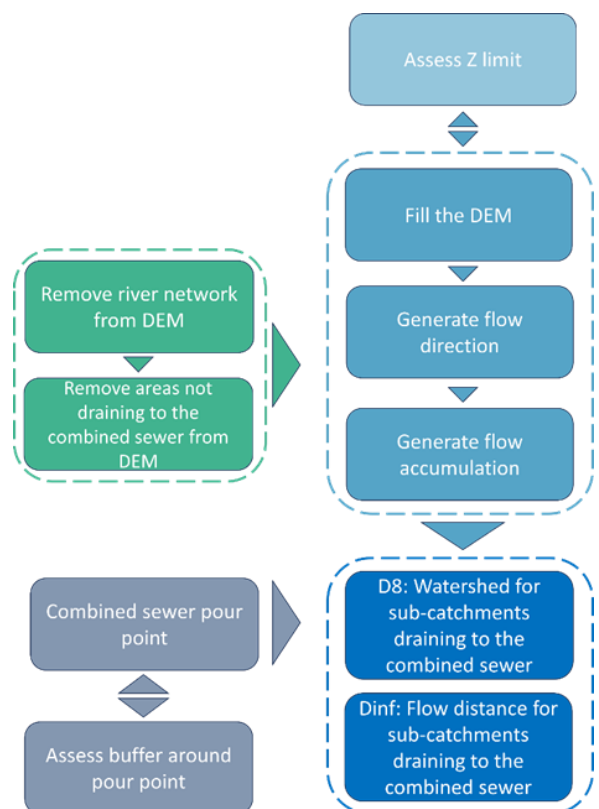 Assess Z limit
Fill the DEM
Remove river network
from DEM
Remove areas not
draining to the
combined sewer from
DEM
Generate flow
direction
Generate flow
accumulation
Combined sewer pour
point
Assess buffer around
pour point
D8: Watershed for
sub-catchments
draining to the
combined sewer
Dinf: Flow distance for
sub-catchments
draining to the
combined sewer